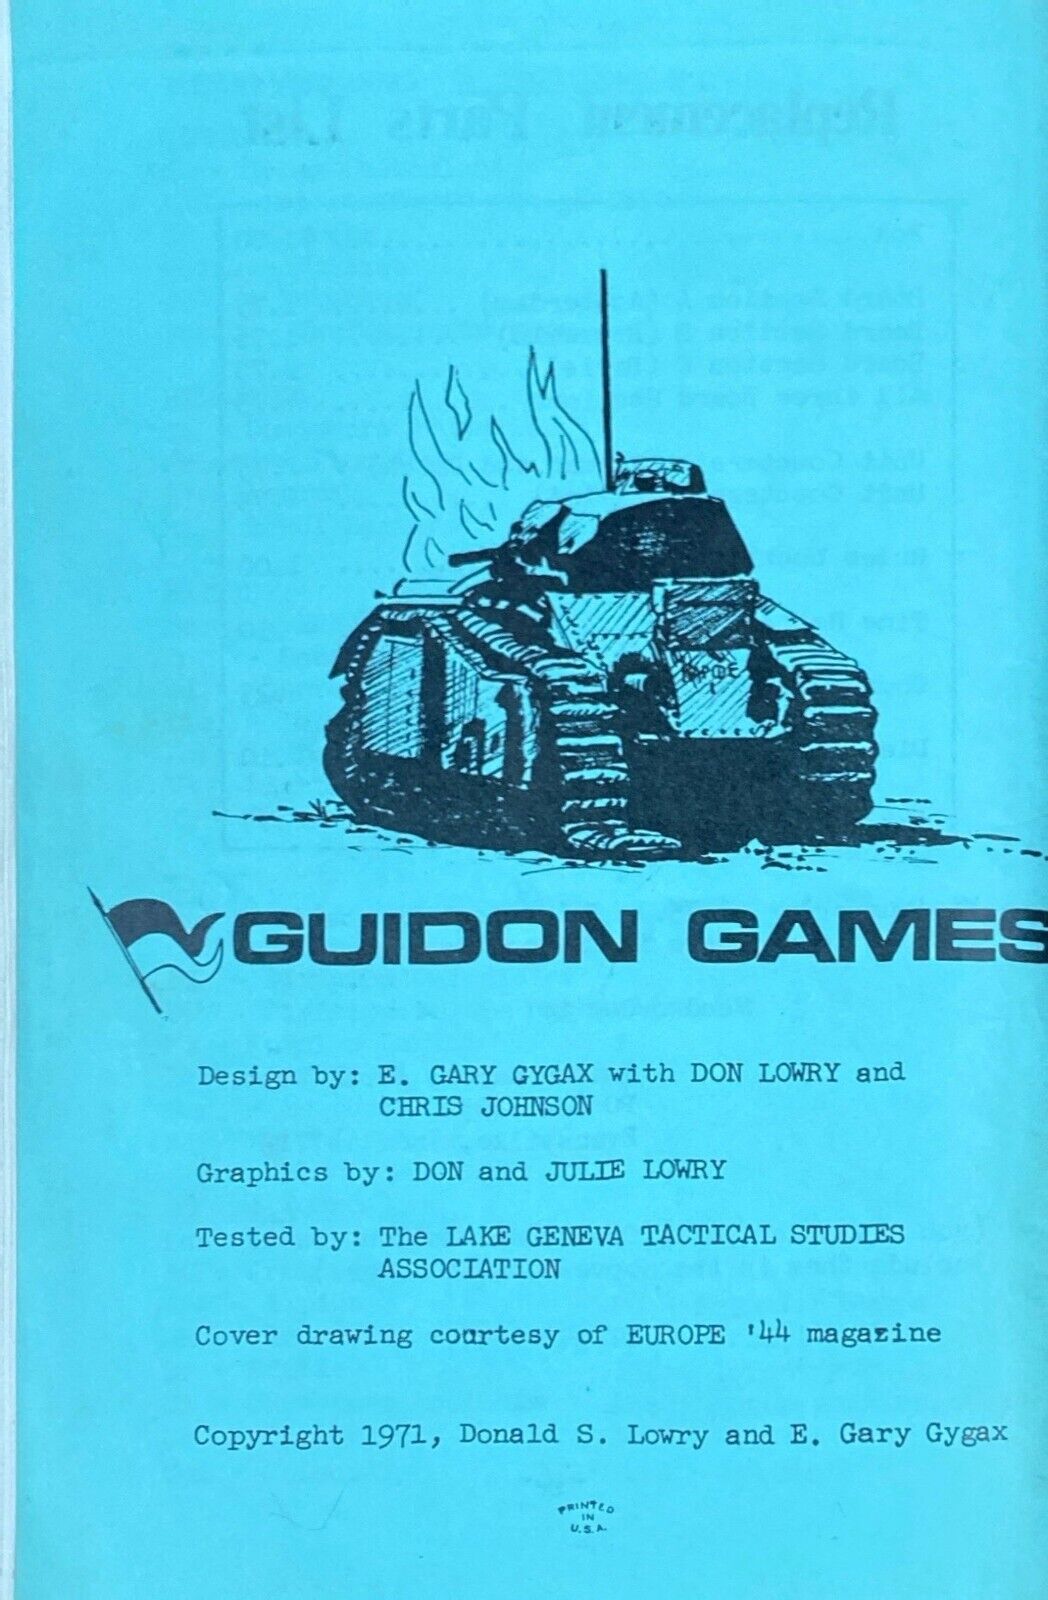 GUIDON GAMES
Design by: E. GARY GYGAX with DON LOWRY and
CHRIS JOHNSON
Graphics by: DON and JULIE LOWRY
Tested by: The LAKE GENEVA TACTICAL STUDIES
ASSOCIATION
Cover drawing courtesy of EUROPE '44 magazine
Copyright 1971, Donald S. Lowry and E. Gary Gygax
PRINTED
IN
U.S.A.